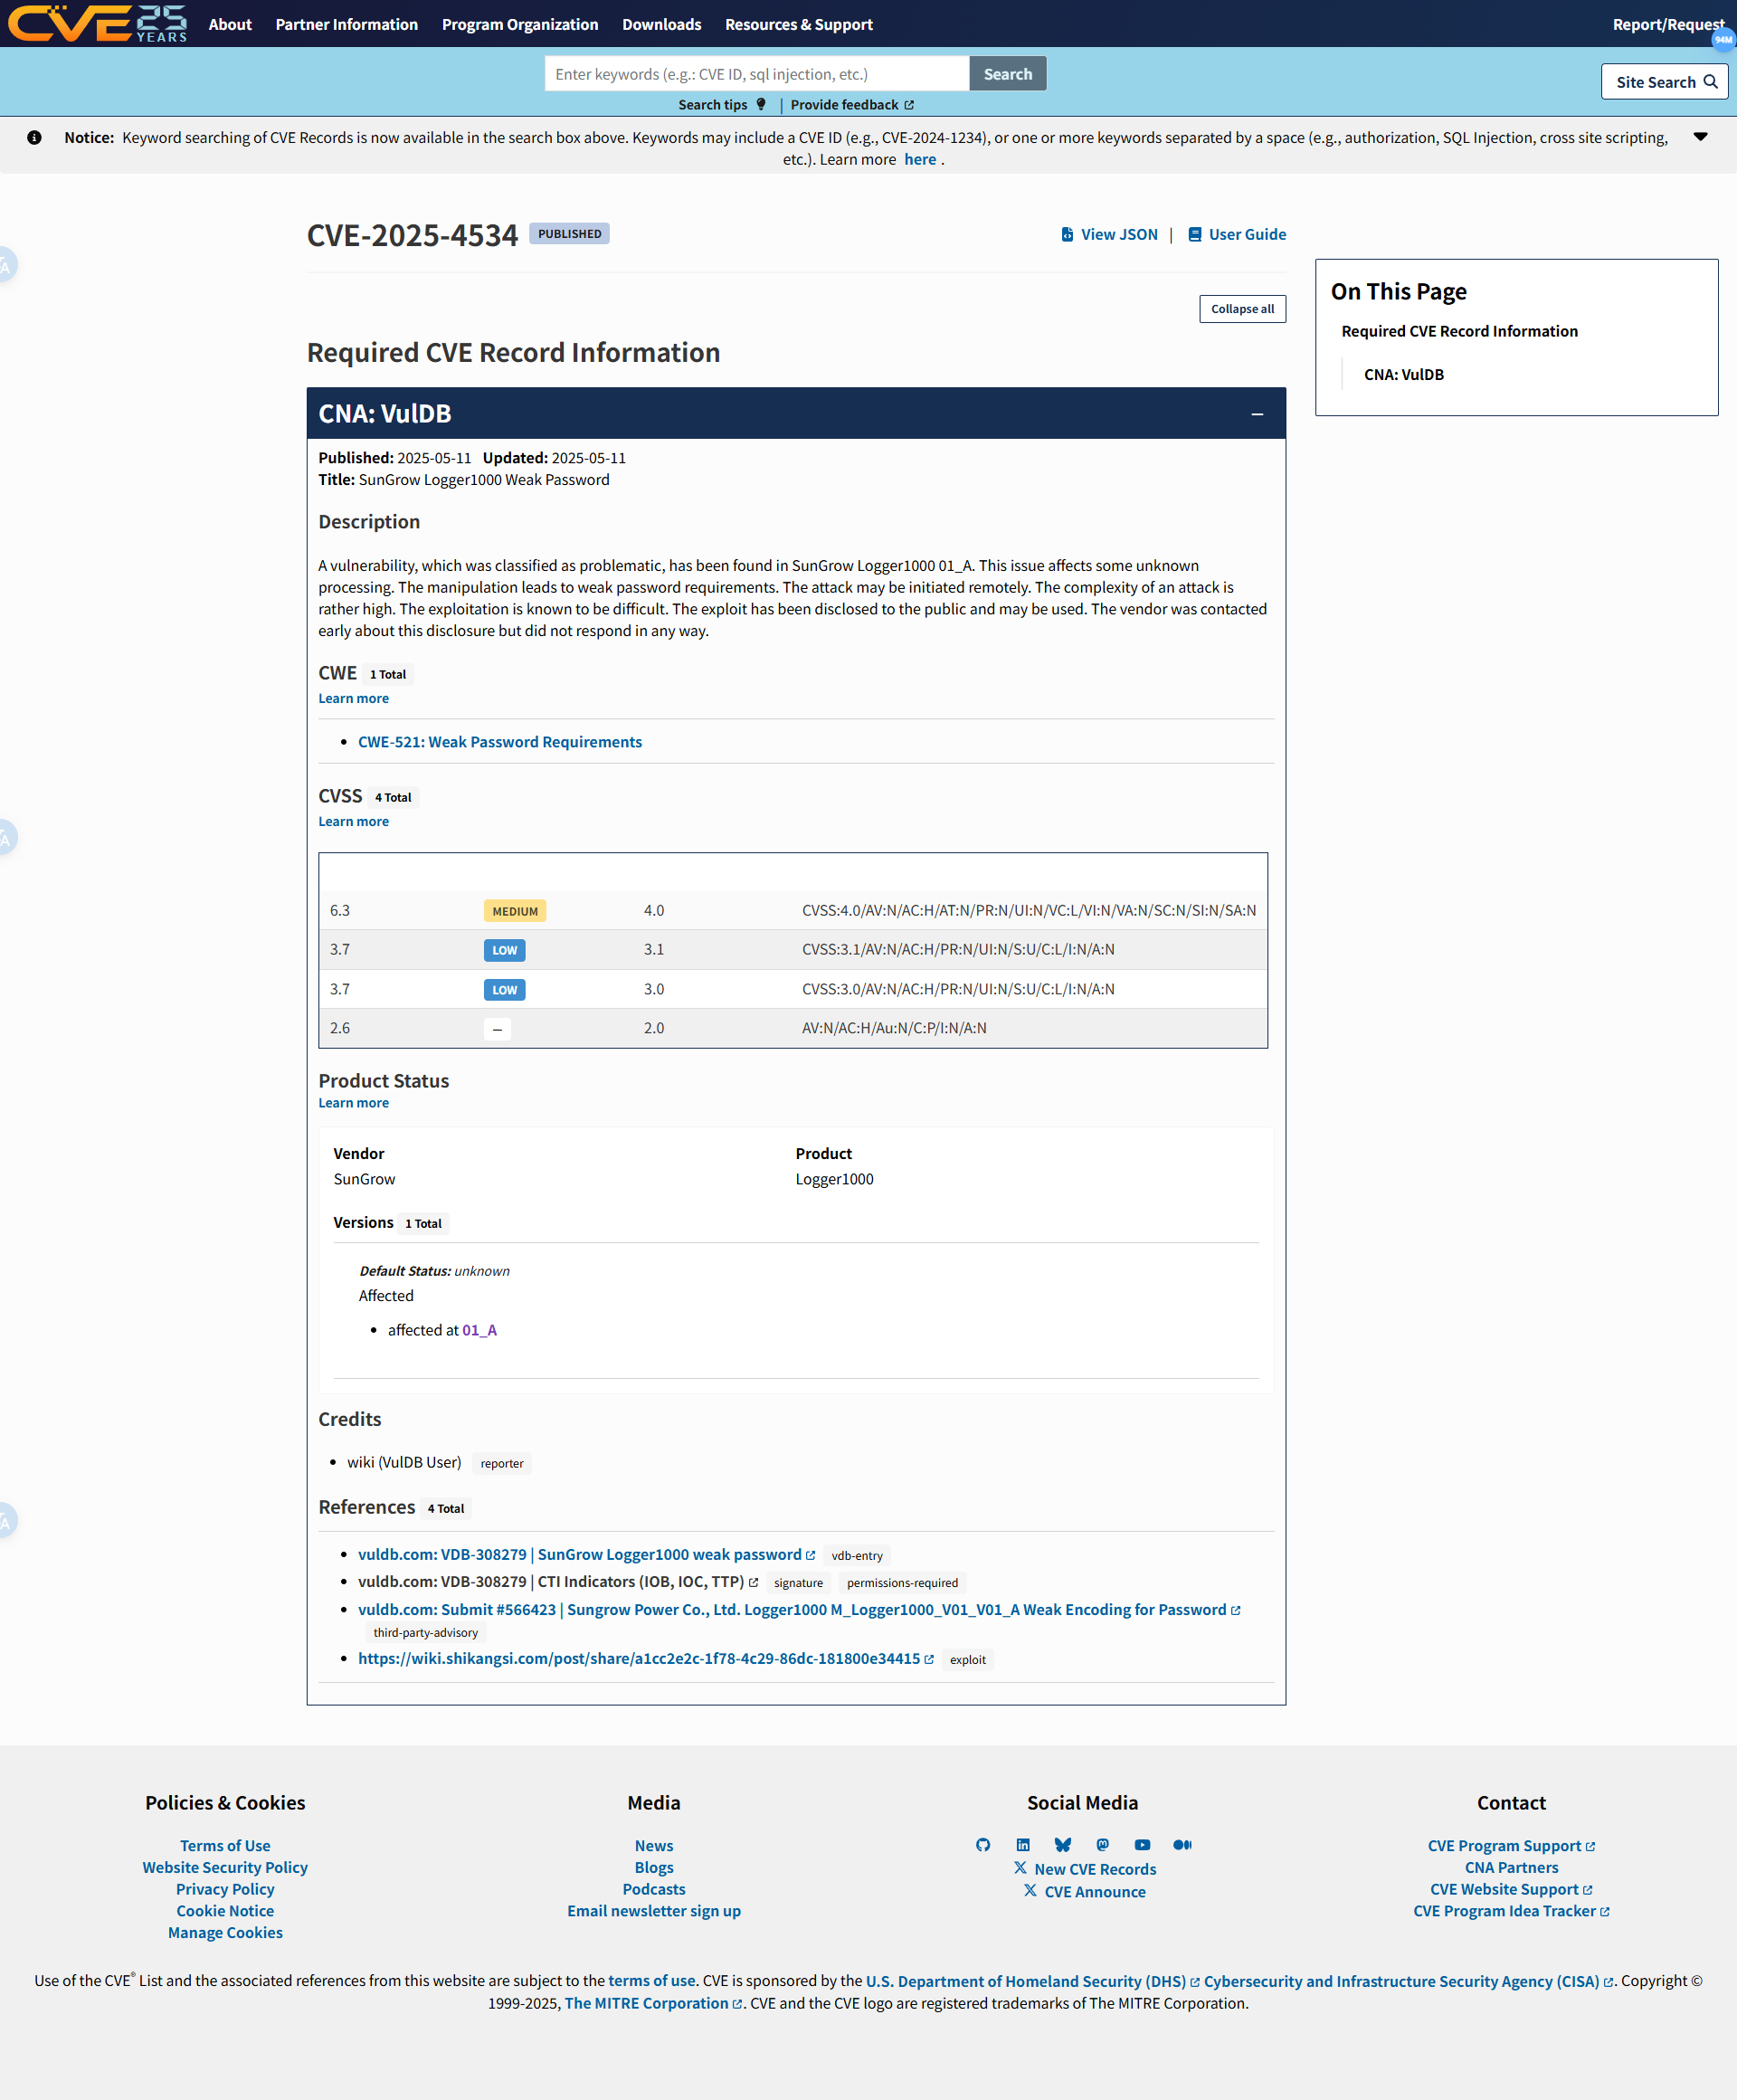 CVE 25 YEARS About Partner Information Program Organization Downloads Resources & Support Report/Request
94M
Enter keywords (e.g.: CVE ID, sql injection, etc.) Search
Site Search
Search tips | Provide feedback
Notice: Keyword searching of CVE Records is now available in the search box above. Keywords may include a CVE ID (e.g., CVE-2024-1234), or one or more keywords separated by a space (e.g., authorization, SQL Injection, cross site scripting,
etc.). Learn more here .
CVE-2025-4534 PUBLISHED View JSON | User Guide
Collapse all
On This Page
Required CVE Record Information
CNA: VulDB
Required CVE Record Information
CNA: VulDB
Published: 2025-05-11 Updated: 2025-05-11
Title: SunGrow Logger1000 Weak Password
Description
A vulnerability, which was classified as problematic, has been found in SunGrow Logger1000 01_A. This issue affects some unknown
processing. The manipulation leads to weak password requirements. The attack may be initiated remotely. The complexity of an attack is
rather high. The exploitation is known to be difficult. The exploit has been disclosed to the public and may be used. The vendor was contacted
early about this disclosure but did not respond in any way.
CWE 1 Total
Learn more
CWE-521: Weak Password Requirements
CVSS 4 Total
Learn more
6.3 MEDIUM 4.0 CVSS:4.0/AV:N/AC:H/AT:N/PR:N/UI:N/VC:L/VI:N/VA:N/SC:N/SI:N/SA:N
3.7 LOW 3.1 CVSS:3.1/AV:N/AC:H/PR:N/UI:N/S:U/C:L/I:N/A:N
3.7 LOW 3.0 CVSS:3.0/AV:N/AC:H/PR:N/UI:N/S:U/C:L/I:N/A:N
2.6 — 2.0 AV:N/AC:H/Au:N/C:P/I:N/A:N
Product Status
Learn more
Vendor Product
SunGrow Logger1000
Versions 1 Total
Default Status: unknown
Affected
affected at 01_A
Credits
wiki (VulDB User) reporter
References 4 Total
vuldb.com: VDB-308279 | SunGrow Logger1000 weak password vdb-entry
vuldb.com: VDB-308279 | CTI Indicators (IOB, IOC, TTP) signature permissions-required
vuldb.com: Submit #566423 | Sungrow Power Co., Ltd. Logger1000 M_Logger1000_V01_V01_A Weak Encoding for Password
third-party-advisory
https://wiki.shikangsi.com/post/share/a1cc2e2c-1f78-4c29-86dc-181800e34415 exploit
Policies & Cookies
Terms of Use
Website Security Policy
Privacy Policy
Cookie Notice
Manage Cookies
Media
News
Blogs
Podcasts
Email newsletter sign up
Social Media
New CVE Records
CVE Announce
Contact
CVE Program Support
CNA Partners
CVE Website Support
CVE Program Idea Tracker
Use of the CVE® List and the associated references from this website are subject to the terms of use. CVE is sponsored by the U.S. Department of Homeland Security (DHS) Cybersecurity and Infrastructure Security Agency (CISA). Copyright ©
1999-2025, The MITRE Corporation. CVE and the CVE logo are registered trademarks of The MITRE Corporation.